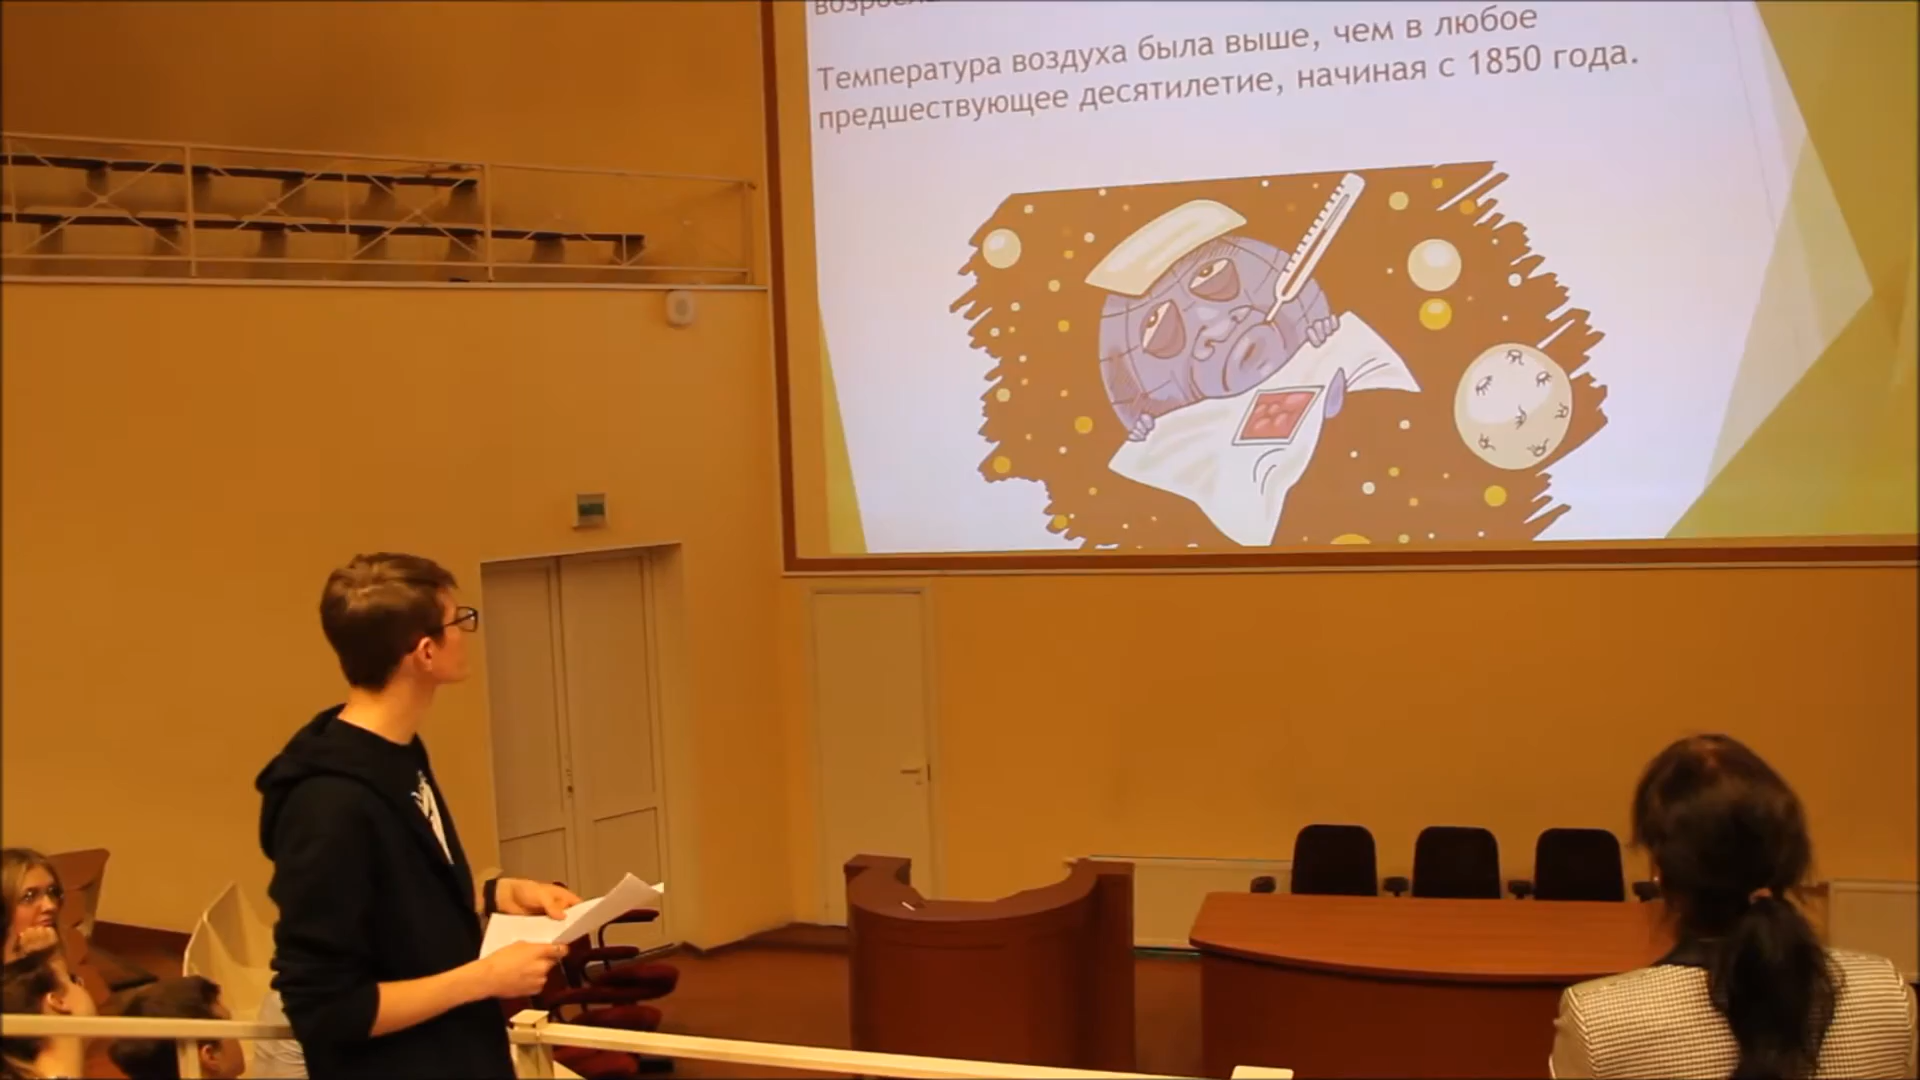 Температура воздуха была выше, чем в любое
предшествующее десятилетие, начиная с 1850 года.